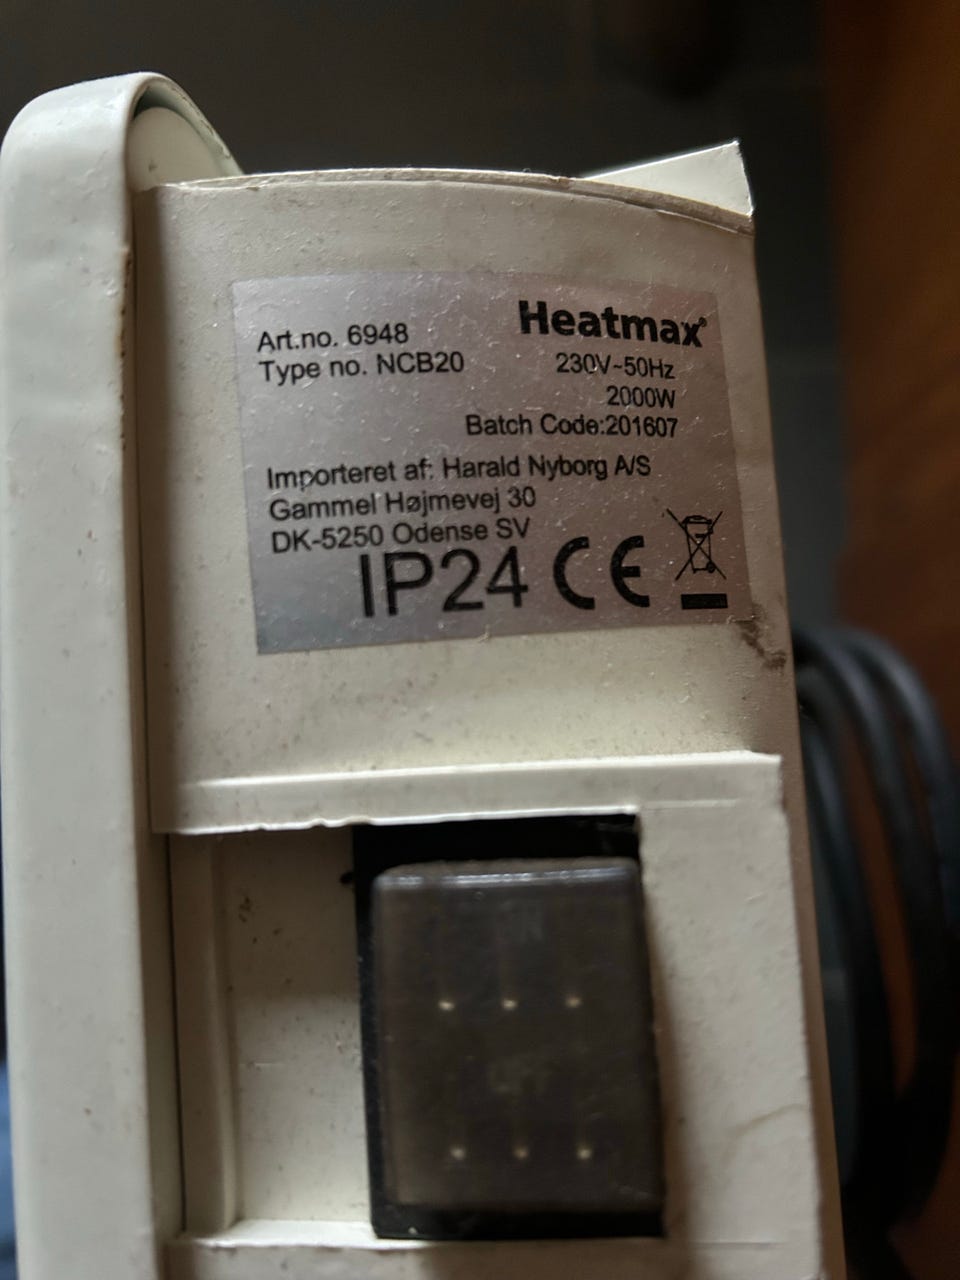 Heatmax®
Art.no. 6948
Type no. NCB20
230V~50Hz
2000W
Batch Code:201607
Importeret af: Harald Nyborg A/S
Gammel Højmevej 30
DK-5250 Odense SV
IP24 CE